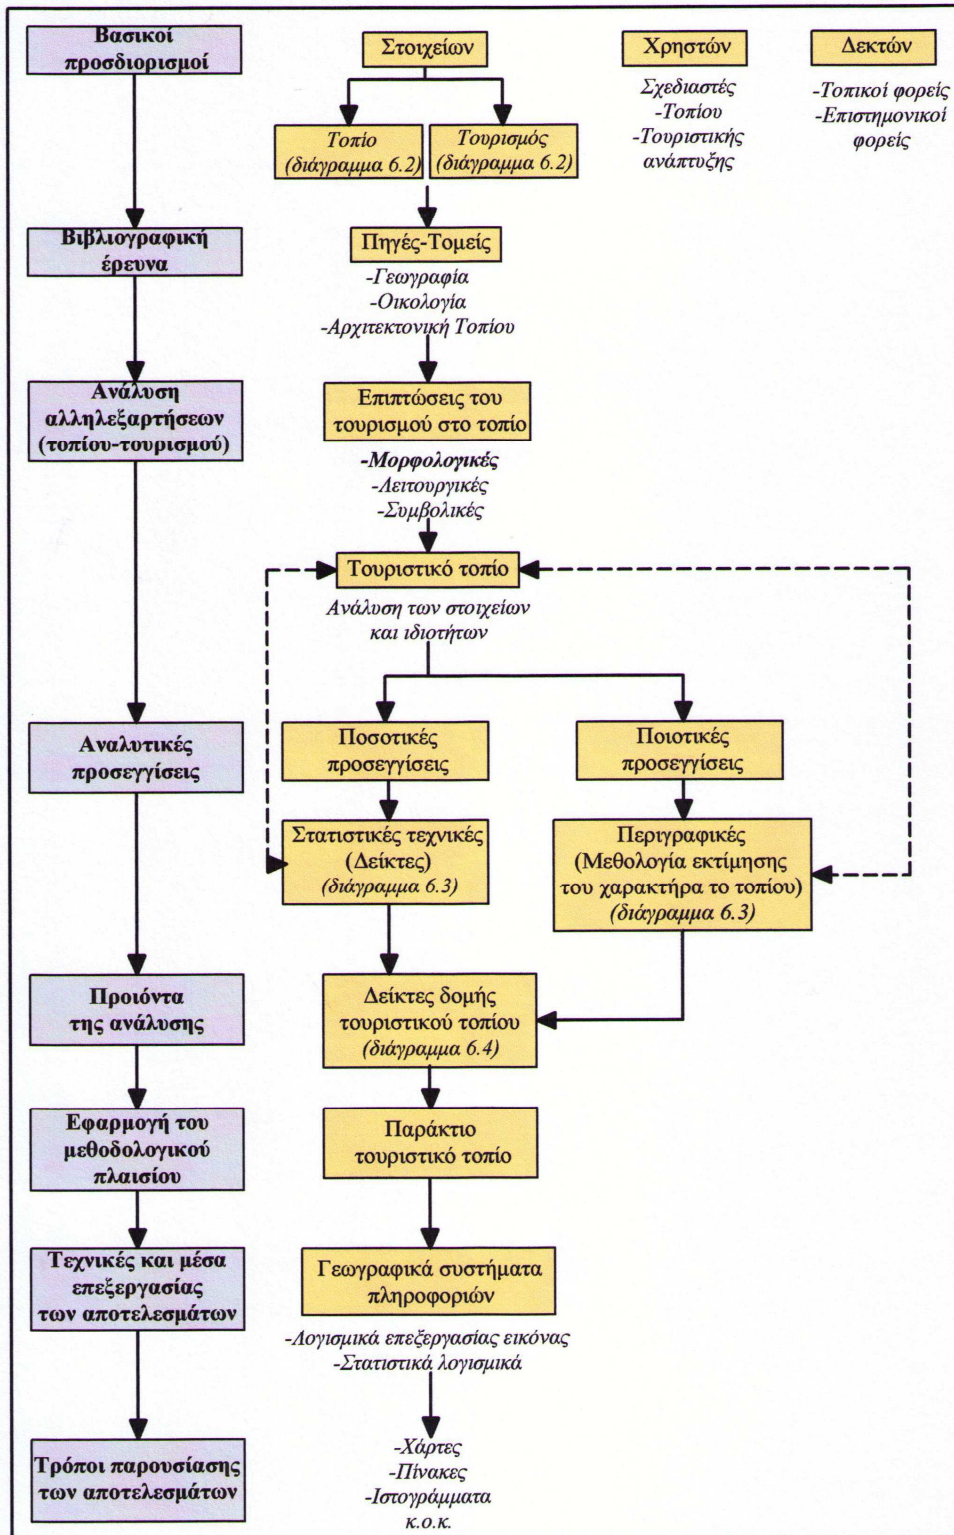 Βασικοί
προσδιορισμοί
Στοιχείων
Χρηστών
Δεκτών
Σχεδιαστές
-Τοπίου
-Τουριστικής
ανάπτυξης
-Τοπικοί φορείς
-Επιστημονικοί
φορείς
Τοπίο
(διάγραμμα 6.2)
Τουρισμός
(διάγραμμα 6.2)
Βιβλιογραφική
έρευνα
Πηγές-Τομείς
-Γεωγραφία
-Οικολογία
-Αρχιτεκτονική Τοπίου
Ανάλυση
αλληλεξαρτήσεων
(τοπίου-τουρισμού)
Επιπτώσεις του
τουρισμού στο τοπίο
-Μορφολογικές
-Λειτουργικές
-Συμβολικές
Τουριστικό τοπίο
Ανάλυση των στοιχείων
και ιδιοτήτων
Αναλυτικές
προσεγγίσεις
Ποσοτικές
προσεγγίσεις
Ποιοτικές
προσεγγίσεις
Στατιστικές τεχνικές
(Δείκτες)
(διάγραμμα 6.3)
Περιγραφικές
(Μεθολογία εκτίμησης
του χαρακτήρα το τοπίου)
(διάγραμμα 6.3)
Προιόντα
της ανάλυσης
Δείκτες δομής
τουριστικού τοπίου
(διάγραμμα 6.4)
Εφαρμογή του
μεθοδολογικού
πλαισίου
Παράκτιο
τουριστικό τοπίο
Τεχνικές και μέσα
επεξεργασίας
των αποτελεσμάτων
Γεωγραφικά συστήματα
πληροφοριών
-Λογισμικά επεξεργασίας εικόνας
-Στατιστικά λογισμικά
Τρόποι παρουσίασης
των αποτελεσμάτων
-Χάρτες
-Πίνακες
-Ιστογράμματα
κ.ο.κ.